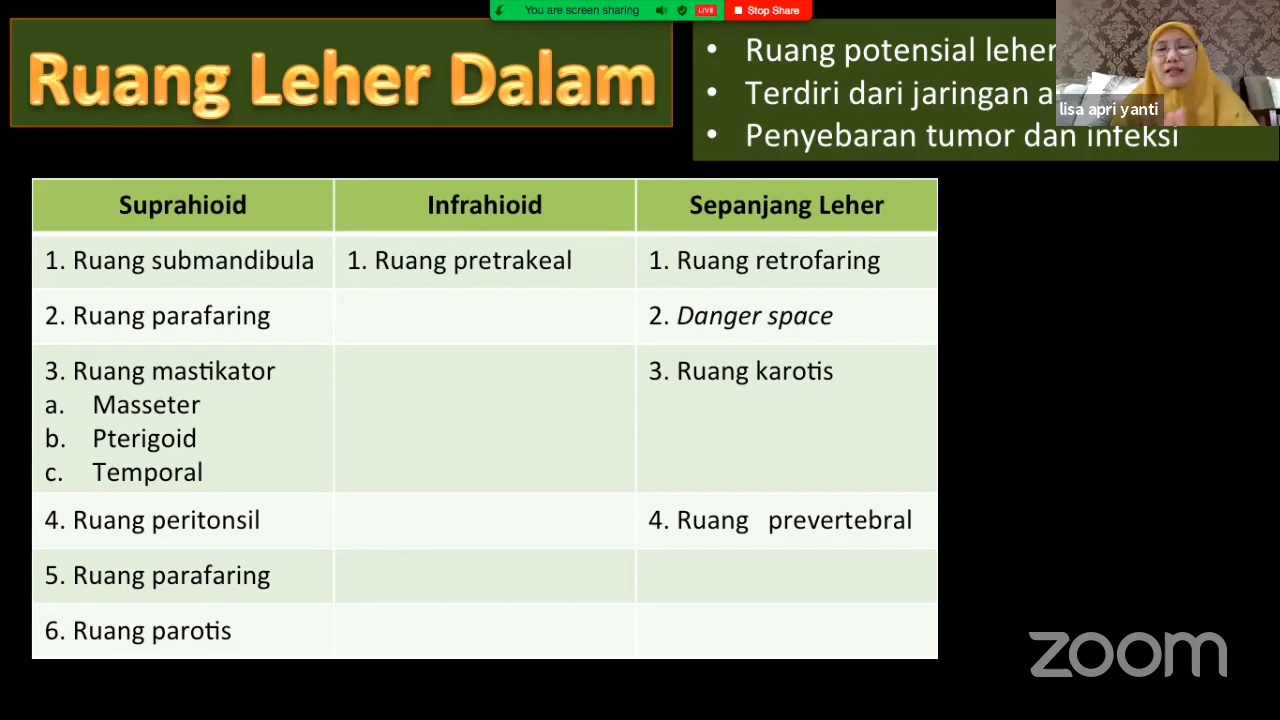 You are screen sharing LIVE Stop Share
Ruang Leher Dalam
• Ruang potensial leher
• Terdiri dari jaringan
• Penyebaran tumor dan infeksi
lisa apri yanti
Suprahioid Infrahioid Sepanjang Leher
1. Ruang submandibula 1. Ruang pretrakeal 1. Ruang retrofaring
2. Ruang parafaring 2. Danger space
3. Ruang mastikator 3. Ruang karotis
a. Masseter
b. Pterigoid
c. Temporal
4. Ruang peritonsil 4. Ruang prevertebral
5. Ruang parafaring
6. Ruang parotis
zoom